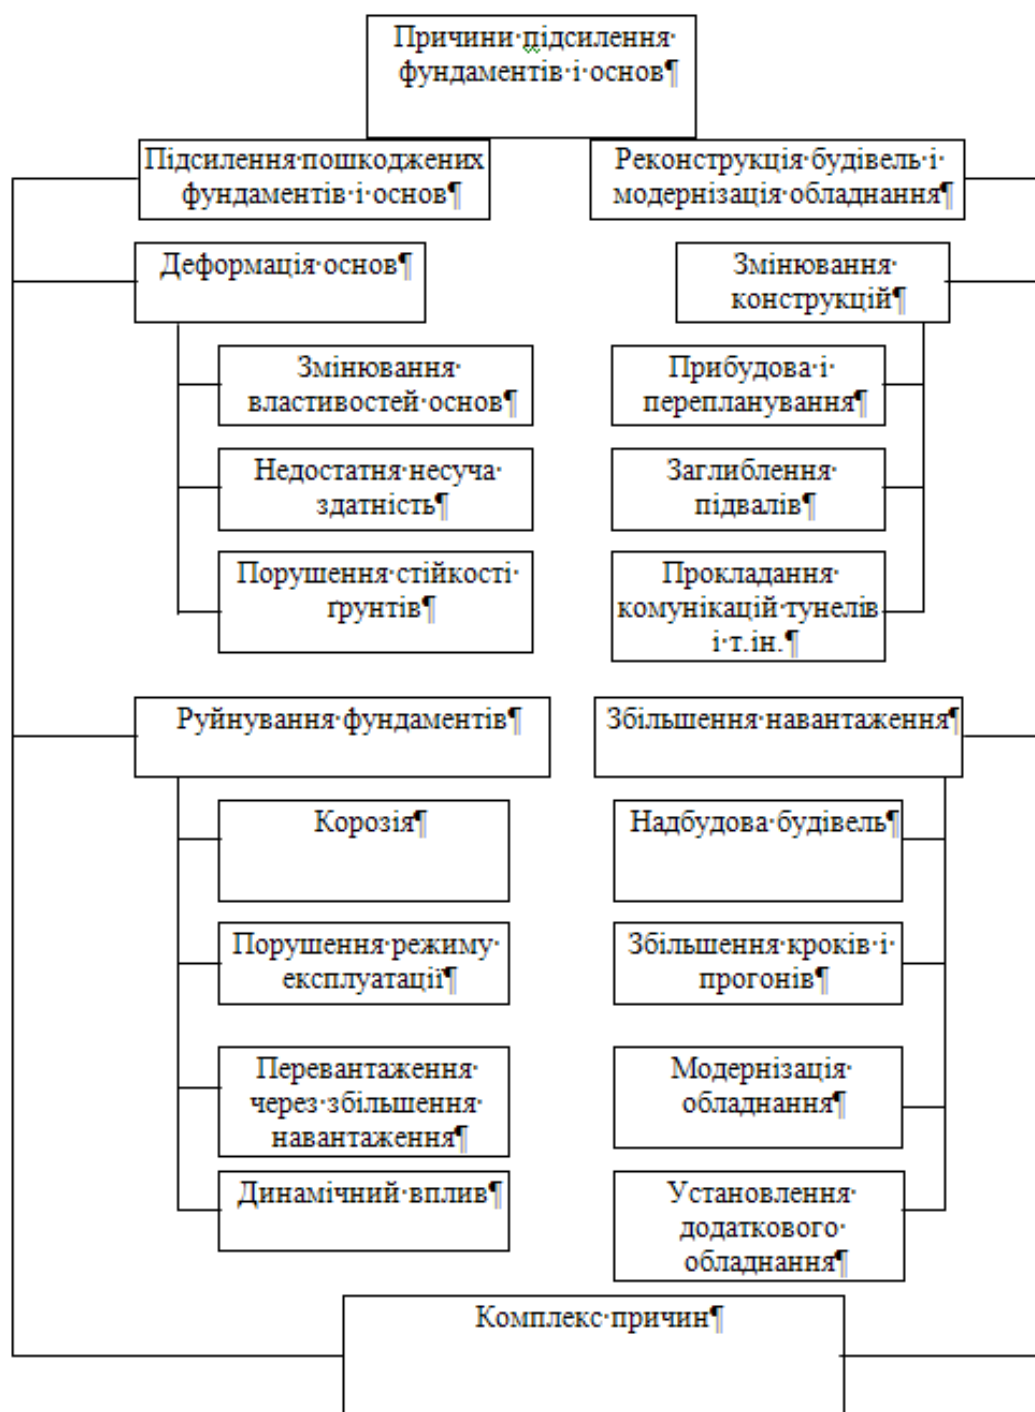 Причини·підсилення·
фундаментів·і·основ¶
Підсилення·пошкоджених
фундаментів·і·основ¶
Реконструкція·будівель·і·
модернізація·обладнання¶
Деформація·основ¶
Змінювання·
конструкцій¶
Змінювання·
властивостей·основ¶
Прибудова·і·
перепланування¶
Недостатня·несуча·
здатність¶
Заглиблення·
підвалів¶
Порушення·стійкості·
ґрунтів¶
Прокладання·
комунікацій·тунелів
і·т.ін.¶
Руйнування·фундаментів¶
Збільшення·навантаження¶
Корозія¶
Надбудова·будівель¶
Порушення·режиму·
експлуатації¶
Збільшення·кроків·і·
прогонів¶
Перевантаження·
через·збільшення·
навантаження¶
Модернізація·
обладнання¶
Динамічний·вплив¶
Установлення·
додаткового·
обладнання¶
Комплекс·причин¶